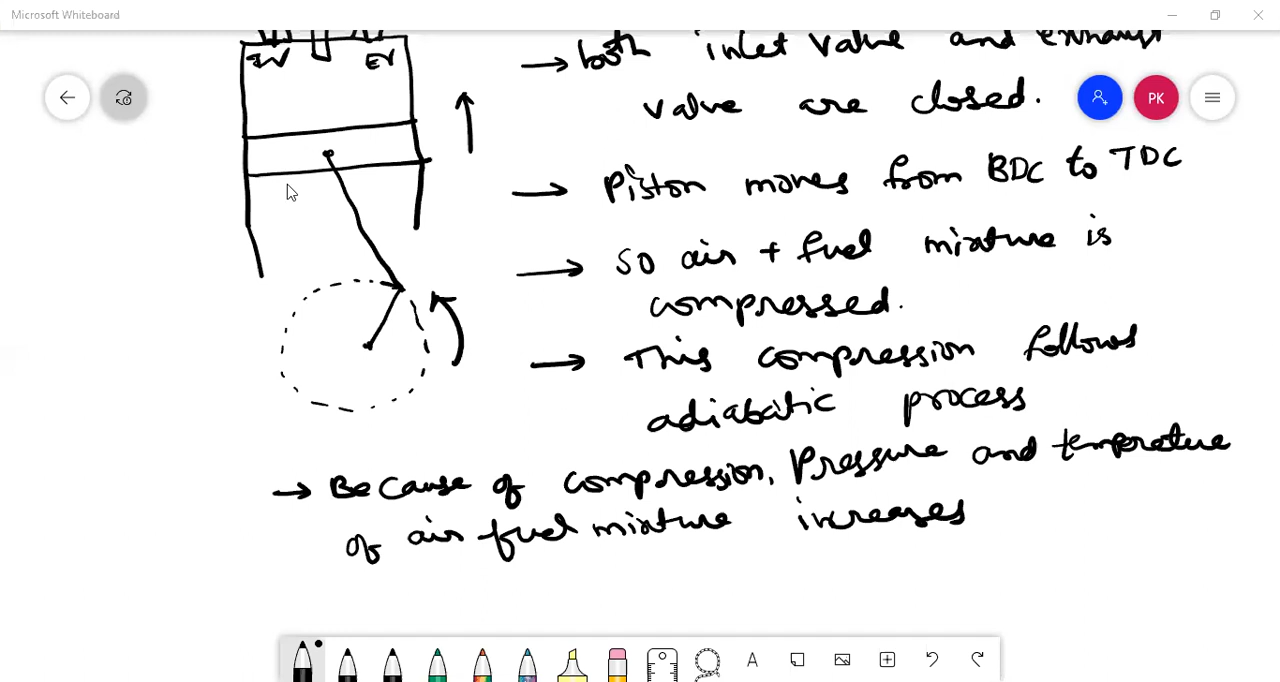 Microsoft Whiteboard
IV EV
→ both inlet valve and exhaust
valve are closed.
PK
→ Piston moves from BDC to TDC
→ So air + fuel mixture is
compressed.
→ This compression follows
adiabatic process
→ Because of compression, Pressure and temperature
of air fuel mixture increases
A